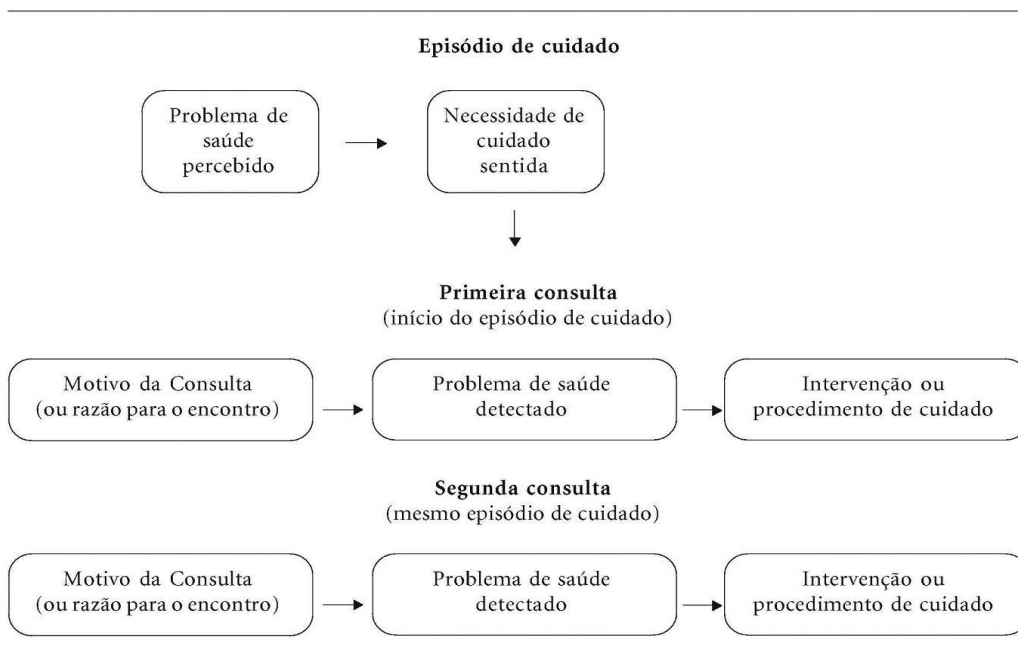 Episódio de cuidado
Problema de
saúde
percebido
Necessidade de
cuidado
sentida
Primeira consulta
(início do episódio de cuidado)
Motivo da Consulta
(ou razão para o encontro)
Problema de saúde
detectado
Intervenção ou
procedimento de cuidado
Segunda consulta
(mesmo episódio de cuidado)
Motivo da Consulta
(ou razão para o encontro)
Problema de saúde
detectado
Intervenção ou
procedimento de cuidado